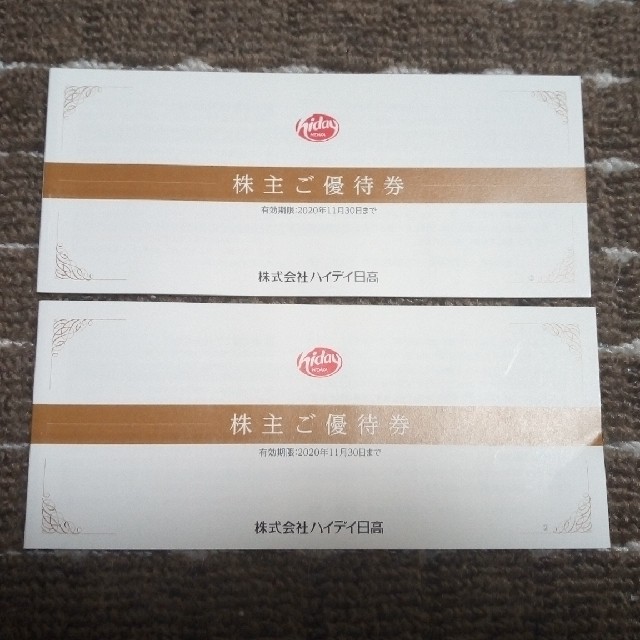 hiday
HIDAKA
株主ご優待券
有効期限:2020年11月30日まで
株式会社ハイデイ日高
hiday
HIDAKA
株主ご優待券
有効期限:2020年11月30日まで
株式会社ハイデイ日高